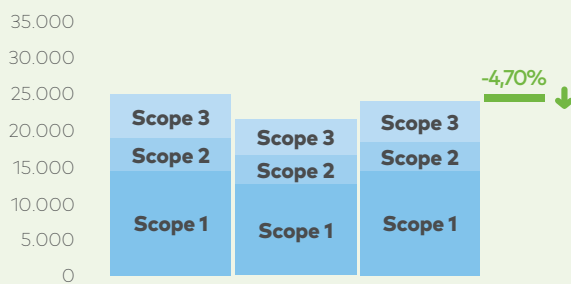 35.000
30.000
25.000
20.000
15.000
10.000
5.000
0
-4,70%
Scope 3
Scope 2
Scope 1
Scope 3
Scope 2
Scope 1
Scope 3
Scope 2
Scope 1